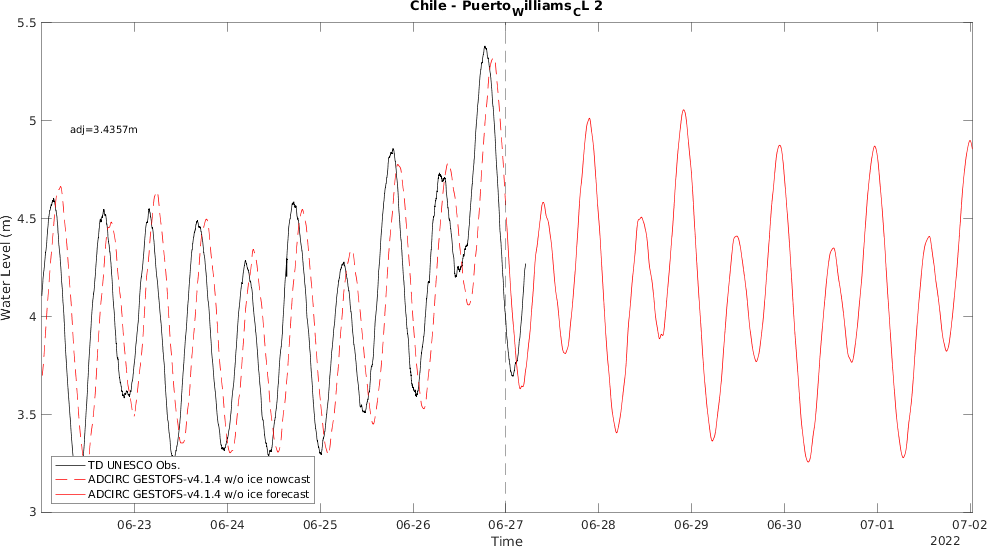 Chile - PuertoWilliamsCL 2
5.5
5
4.5
4
3.5
3
Water Level (m)
adj=3.4357m
TD UNESCO Obs.
ADCIRC GESTOFS-v4.1.4 w/o ice nowcast
ADCIRC GESTOFS-v4.1.4 w/o ice forecast
06-23 06-24 06-25 06-26 06-27 06-28 06-29 06-30 07-01 07-02
Time
2022